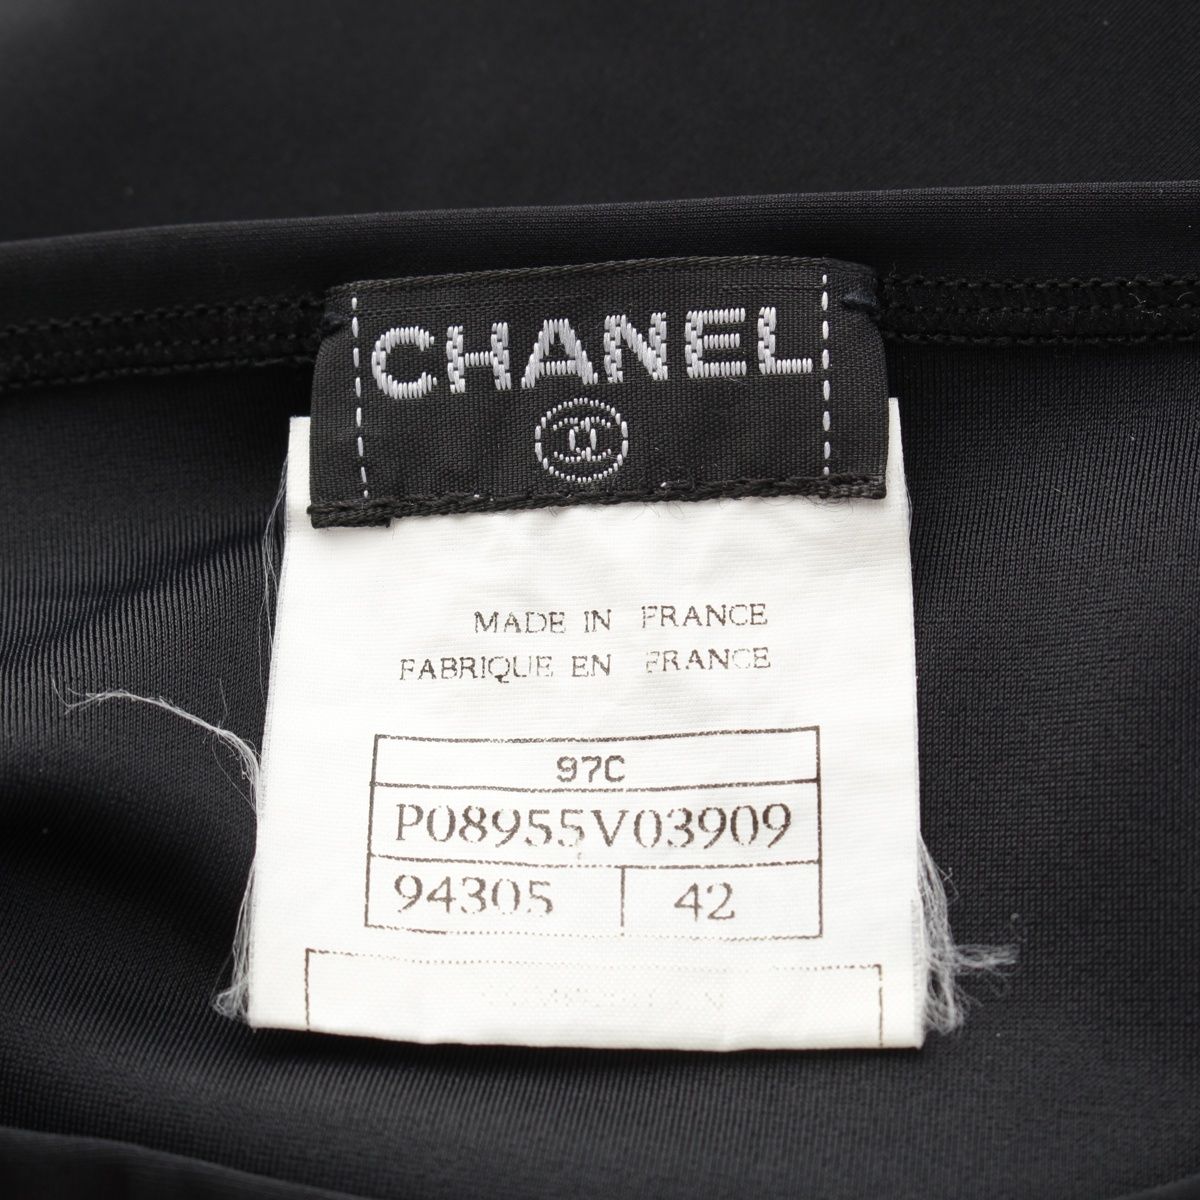 CHANEL
MADE IN FRANCE
FABRIQUE EN FRANCE
97C
P08955V03909
94305 42